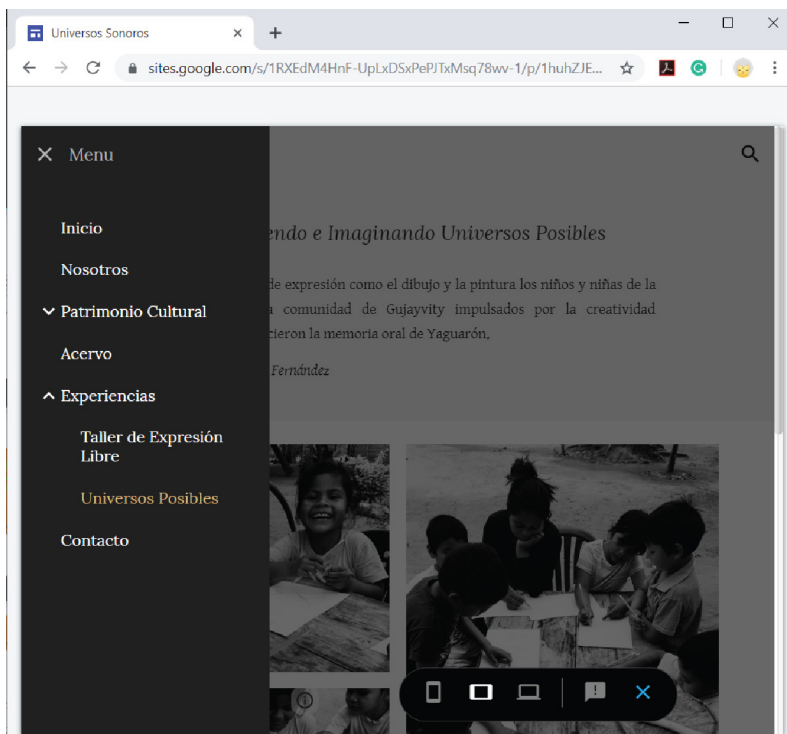 Universos Sonoros
sites.google.com/s/1RXEdM4HnF-UpLxDSxPePJTxMsq78wv-1/p/1huhZJE...
Menu
Inicio
Nosotros
Patrimonio Cultural
Acervo
Experiencias
Taller de Expresión
Libre
Universos Posibles
Contacto
endo e Imaginando Universos Posibles
de expresión como el dibujo y la pintura los niños y niñas de la
a comunidad de Gujayvity impulsados por la creatividad
cieron la memoria oral de Yaguarón.
Fernández